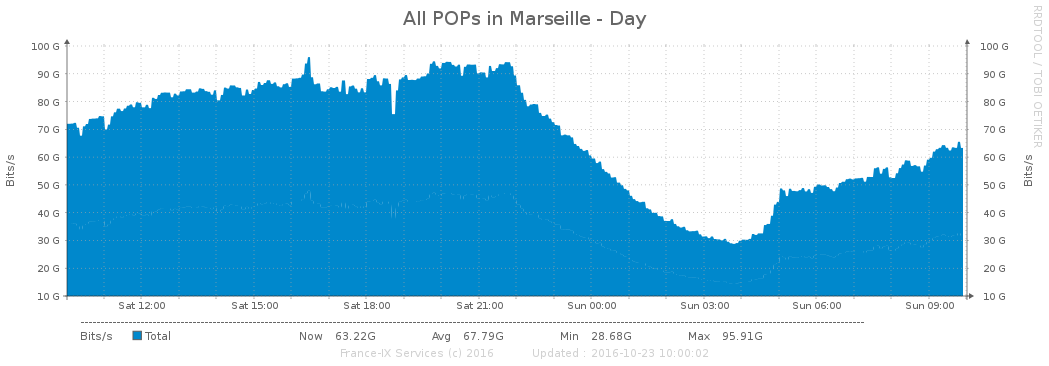 All POPs in Marseille - Day
RRDTOOL / TOBI OETIKER
100 G 100 G
90 G 90 G
80 G 80 G
70 G 70 G
60 G 60 G
50 G 50 G
40 G 40 G
30 G 30 G
20 G 20 G
10 G 10 G
Bits/s
Bits/s
Sat 12:00 Sat 15:00 Sat 18:00 Sat 21:00 Sun 00:00 Sun 03:00 Sun 06:00 Sun 09:00
Bits/s Total Now 63.22G Avg 67.79G Min 28.68G Max 95.91G
France-IX Services (c) 2016 Updated : 2016-10-23 10:00:02